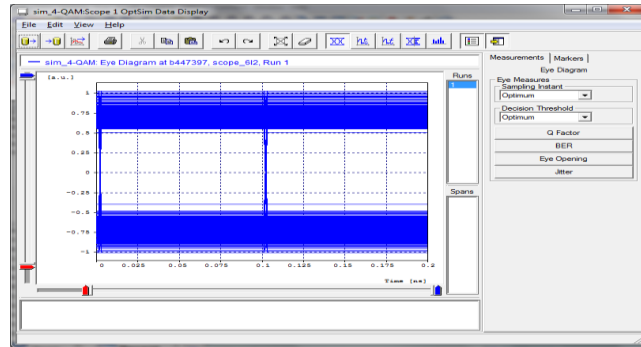 sim_4-QAM:Scope 1 OptSim Data Display
File Edit View Help
sim_4-QAM: Eye Diagram at b447397, scope_6I2, Run 1
[a.u.]
1
0.75
0.5
0.25
0
-0.25
-0.5
-0.75
-1
0 0.025 0.05 0.075 0.1 0.125 0.15 0.175 0.2
Time [ns]
Runs
1
Spans
Measurements Markers
Eye Diagram
Eye Measures
Sampling Instant
Optimum
Decision Threshold
Optimum
Q Factor
BER
Eye Opening
Jitter